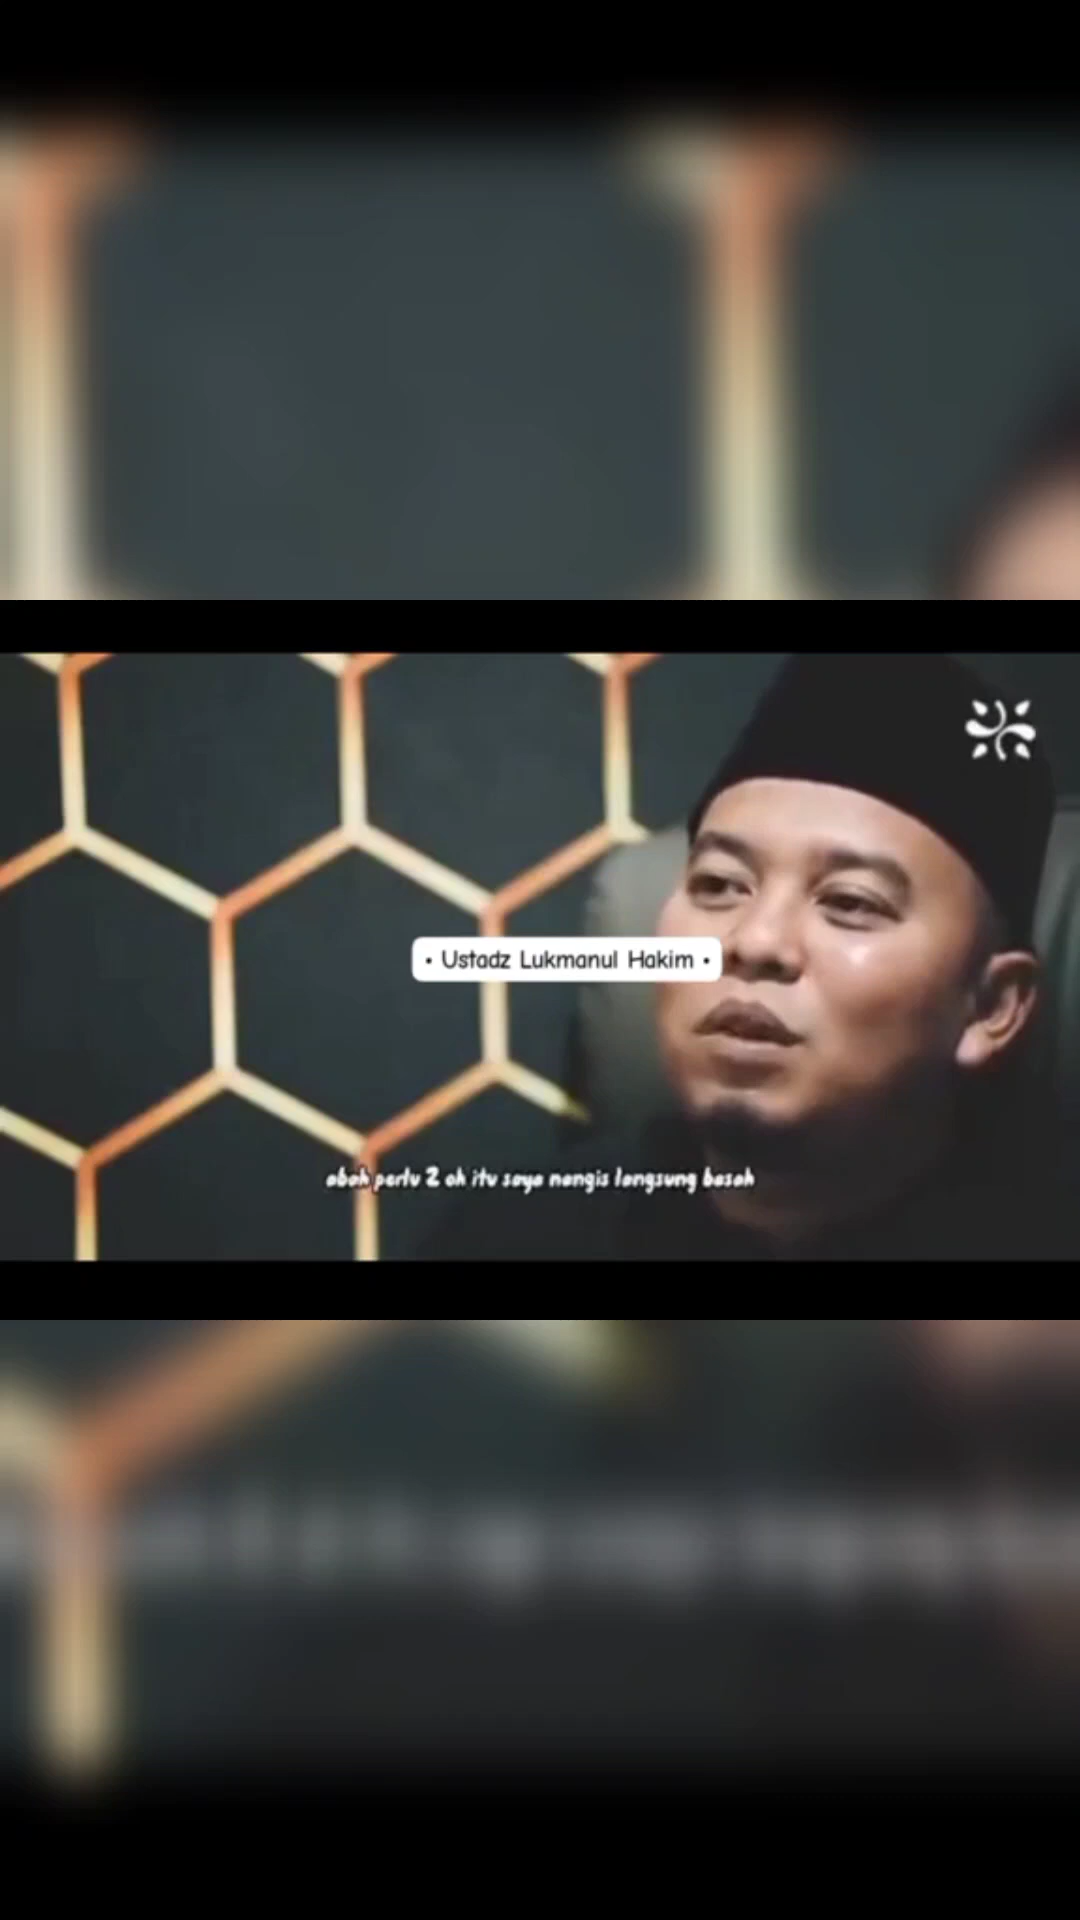 • Ustadz Lukmanul Hakim •
abah perlu 2 oh itu saya nangis langsung basah